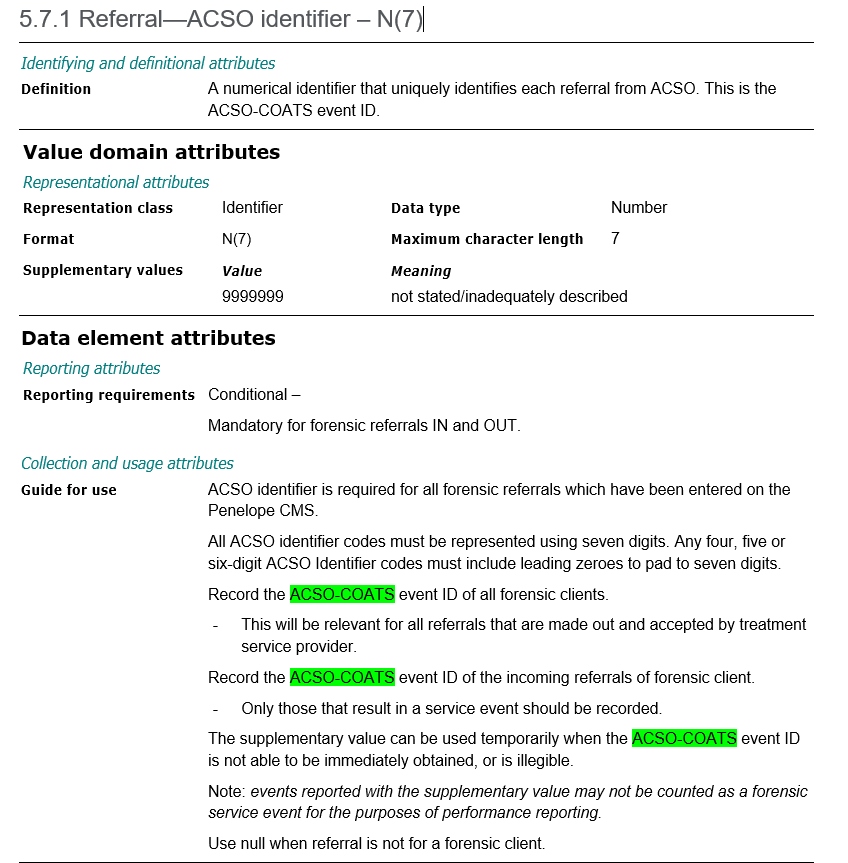 5.7.1 Referral—ACSO identifier – N(7)
Identifying and definitional attributes
Definition A numerical identifier that uniquely identifies each referral from ACSO. This is the
ACSO-COATS event ID.
Value domain attributes
Representational attributes
Representation class Identifier Data type Number
Format N(7) Maximum character length 7
Supplementary values Value Meaning
9999999 not stated/inadequately described
Data element attributes
Reporting attributes
Reporting requirements Conditional –
Mandatory for forensic referrals IN and OUT.
Collection and usage attributes
Guide for use ACSO identifier is required for all forensic referrals which have been entered on the
Penelope CMS.
All ACSO identifier codes must be represented using seven digits. Any four, five or
six-digit ACSO Identifier codes must include leading zeroes to pad to seven digits.
Record the ACSO-COATS event ID of all forensic clients.
- This will be relevant for all referrals that are made out and accepted by treatment
service provider.
Record the ACSO-COATS event ID of the incoming referrals of forensic client.
- Only those that result in a service event should be recorded.
The supplementary value can be used temporarily when the ACSO-COATS event ID
is not able to be immediately obtained, or is illegible.
Note: events reported with the supplementary value may not be counted as a forensic
service event for the purposes of performance reporting.
Use null when referral is not for a forensic client.